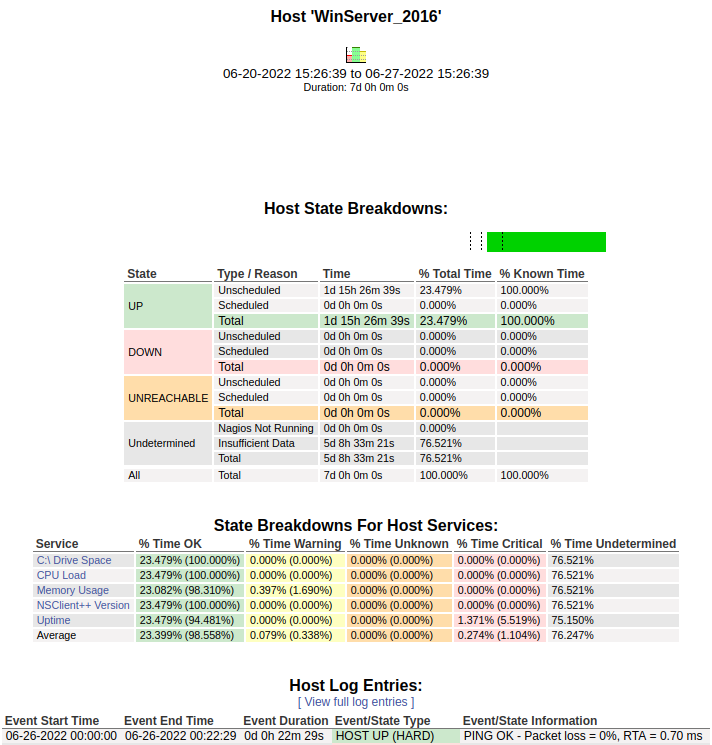 Host 'WinServer_2016'
06-20-2022 15:26:39 to 06-27-2022 15:26:39
Duration: 7d 0h 0m 0s
Host State Breakdowns:
State Type / Reason Time % Total Time % Known Time
UP Unscheduled 1d 15h 26m 39s 23.479% 100.000%
Scheduled 0d 0h 0m 0s 0.000% 0.000%
Total 1d 15h 26m 39s 23.479% 100.000%
DOWN Unscheduled 0d 0h 0m 0s 0.000% 0.000%
Scheduled 0d 0h 0m 0s 0.000% 0.000%
Total 0d 0h 0m 0s 0.000% 0.000%
UNREACHABLE Unscheduled 0d 0h 0m 0s 0.000% 0.000%
Scheduled 0d 0h 0m 0s 0.000% 0.000%
Total 0d 0h 0m 0s 0.000% 0.000%
Undetermined Nagios Not Running 0d 0h 0m 0s 0.000%
Insufficient Data 5d 8h 33m 21s 76.521%
Total 5d 8h 33m 21s 76.521%
All Total 7d 0h 0m 0s 100.000% 100.000%
State Breakdowns For Host Services:
Service % Time OK % Time Warning % Time Unknown % Time Critical % Time Undetermined
C:\ Drive Space 23.479% (100.000%) 0.000% (0.000%) 0.000% (0.000%) 0.000% (0.000%) 76.521%
CPU Load 23.479% (100.000%) 0.000% (0.000%) 0.000% (0.000%) 0.000% (0.000%) 76.521%
Memory Usage 23.082% (98.310%) 0.397% (1.690%) 0.000% (0.000%) 0.000% (0.000%) 76.521%
NSClient++ Version 23.479% (100.000%) 0.000% (0.000%) 0.000% (0.000%) 0.000% (0.000%) 76.521%
Uptime 23.479% (94.481%) 0.000% (0.000%) 0.000% (0.000%) 1.371% (5.519%) 75.150%
Average 23.399% (98.558%) 0.079% (0.338%) 0.000% (0.000%) 0.274% (1.104%) 76.247%
Host Log Entries:
[ View full log entries ]
Event Start Time Event End Time Event Duration Event/State Type Event/State Information
06-26-2022 00:00:00 06-26-2022 00:22:29 0d 0h 22m 29s HOST UP (HARD) PING OK - Packet loss = 0%, RTA = 0.70 ms